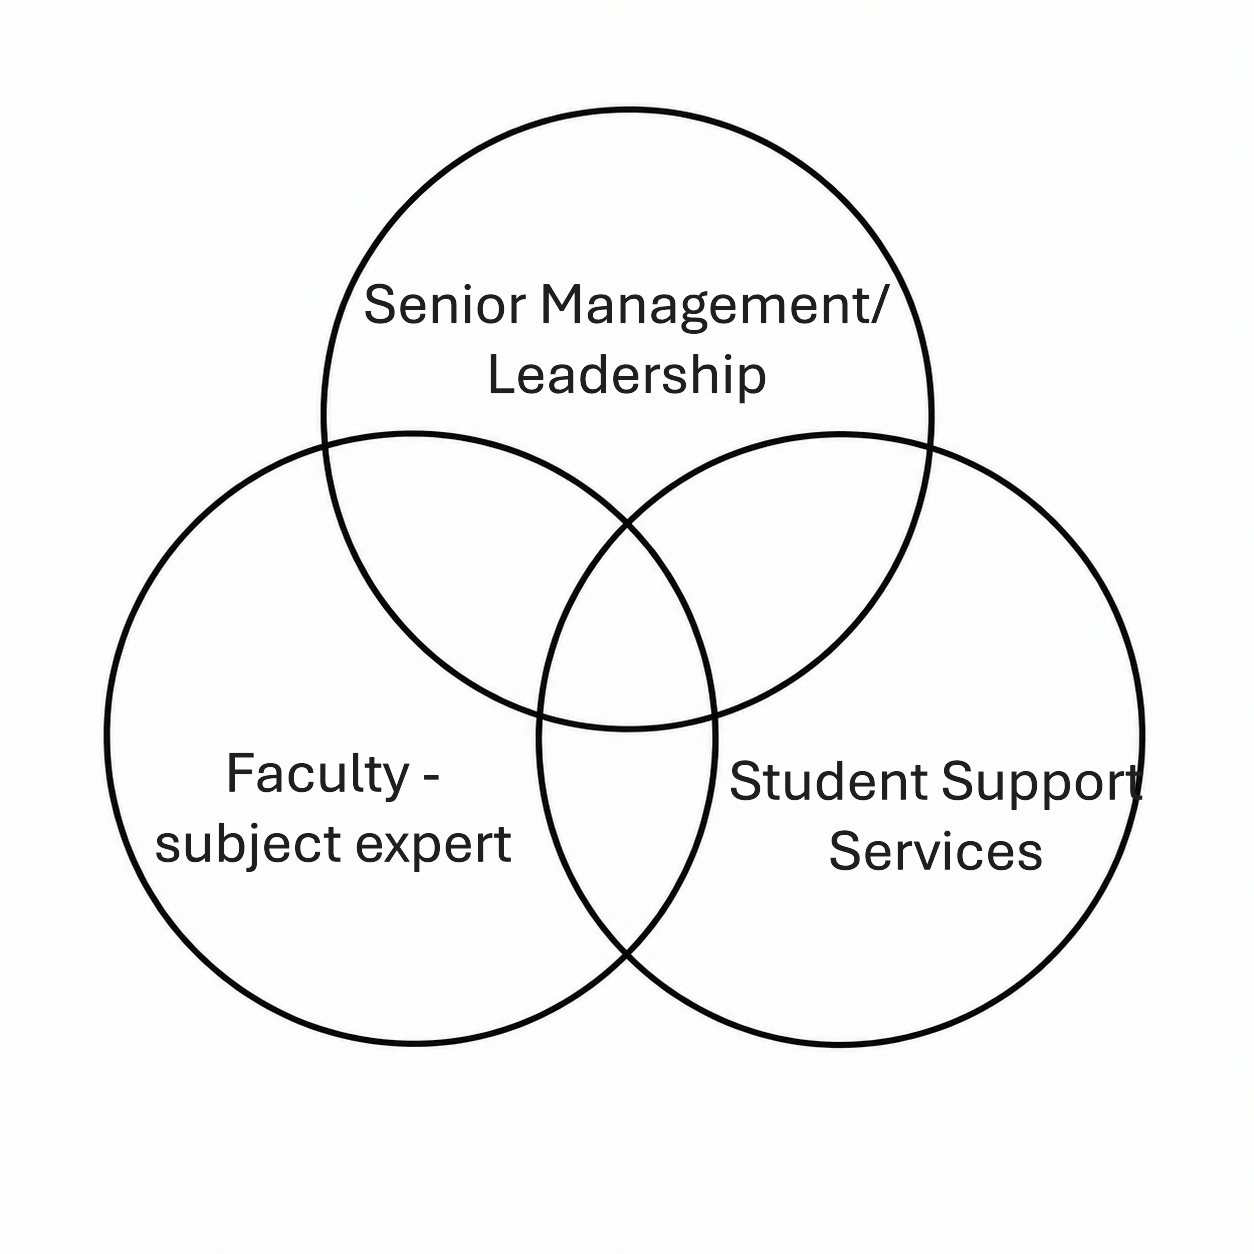 Senior Management/
Leadership
Faculty -
subject expert
Student Support
Services